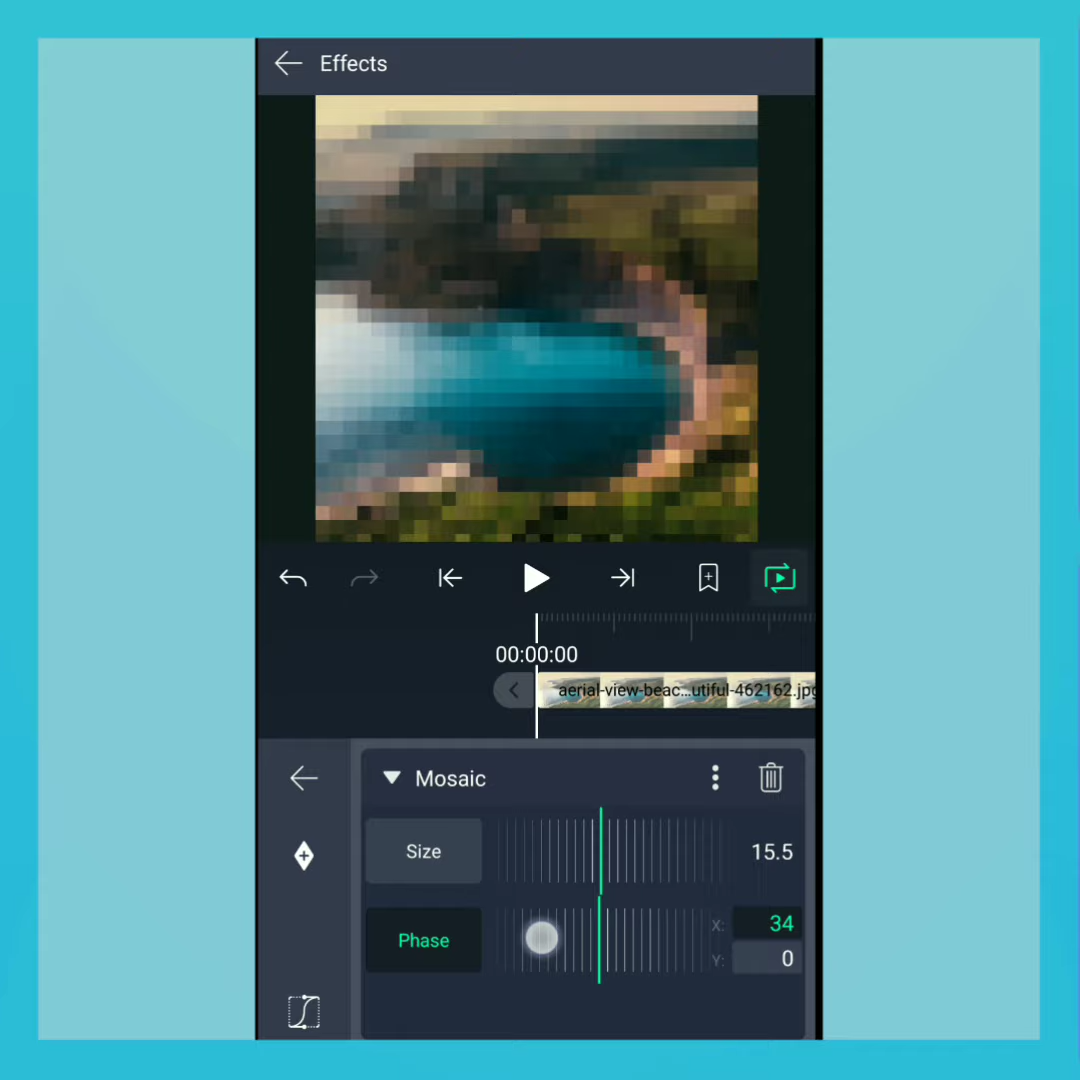 Effects
00:00:00
aerial-view-beac...utiful-462162.jpg
Mosaic
Size
15.5
Phase
X: 34
Y: 0